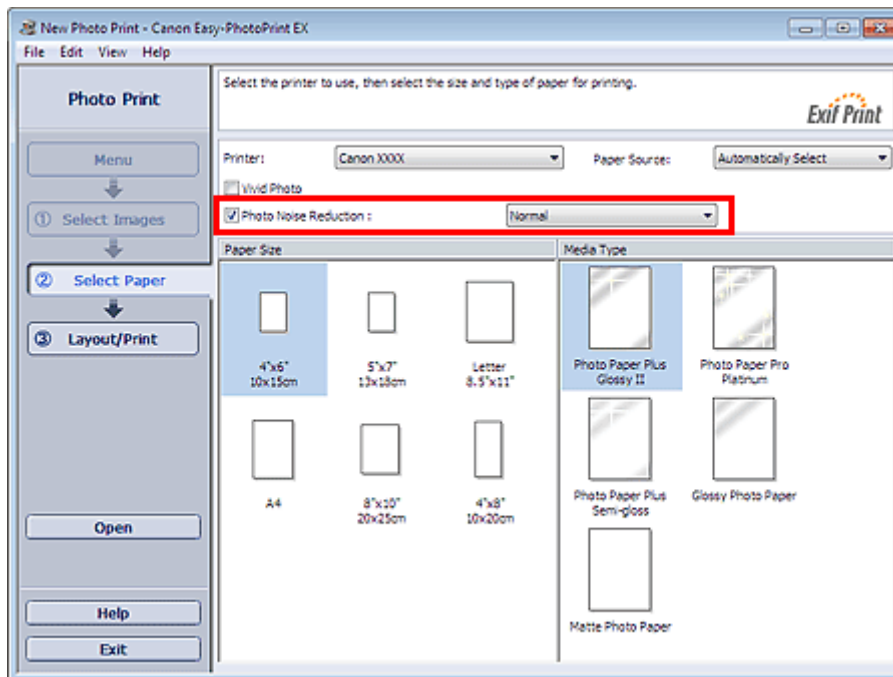 New Photo Print - Canon Easy-PhotoPrint EX
File Edit View Help
Photo Print
Select the printer to use, then select the size and type of paper for printing.
Exif Print
Menu
① Select Images
② Select Paper
③ Layout/Print
Open
Help
Exit
Printer: Canon XXXX Paper Source: Automatically Select
Vivid Photo
Photo Noise Reduction : Normal
Paper Size
4"x6"
10x15cm
5"x7"
13x18cm
Letter
8.5"x11"
A4
8"x10"
20x25cm
4"x8"
10x20cm
Media Type
Photo Paper Plus
Glossy II
Photo Paper Pro
Platinum
Photo Paper Plus
Semi-gloss
Glossy Photo Paper
Matte Photo Paper